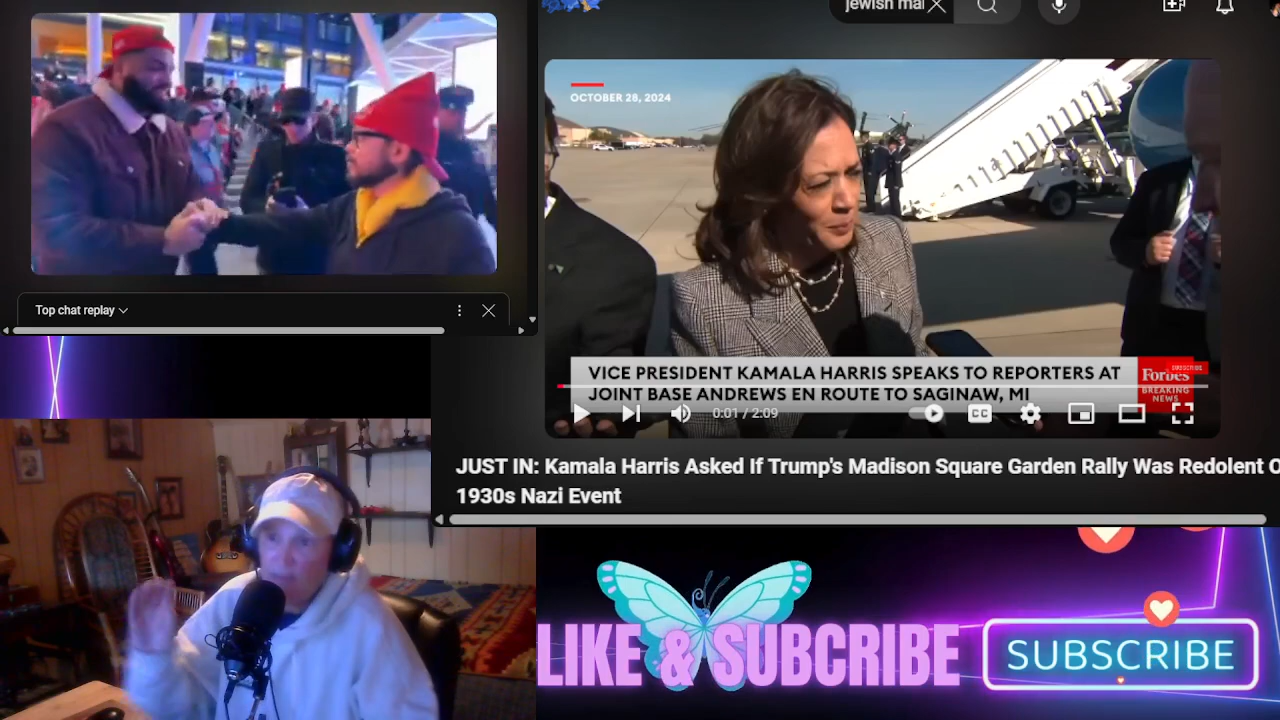 jewish mar
OCTOBER 28, 2024
Top chat replay
VICE PRESIDENT KAMALA HARRIS SPEAKS TO REPORTERS AT
JOINT BASE ANDREWS EN ROUTE TO SAGINAW, MI
SUBSCRIBE
Forbes
BREAKING
NEWS
0:01 / 2:09
CC
JUST IN: Kamala Harris Asked If Trump's Madison Square Garden Rally Was Redolent O
1930s Nazi Event
LIKE & SUBCRIBE
SUBSCRIBE